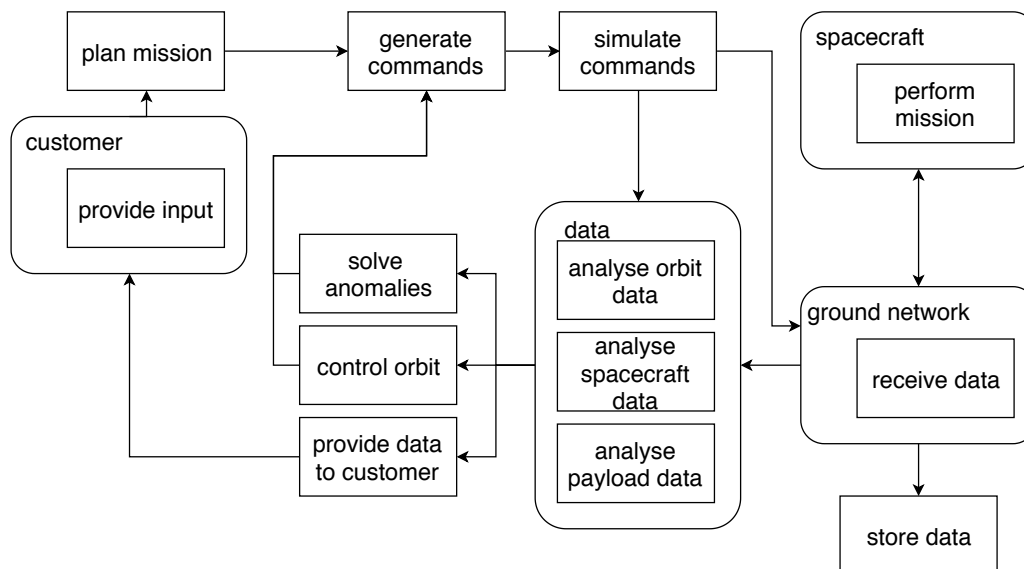 plan mission
generate
commands
simulate
commands
spacecraft
perform
mission
customer
provide input
data
analyse orbit
data
analyse
spacecraft
data
analyse
payload data
solve
anomalies
control orbit
provide data
to customer
ground network
receive data
store data